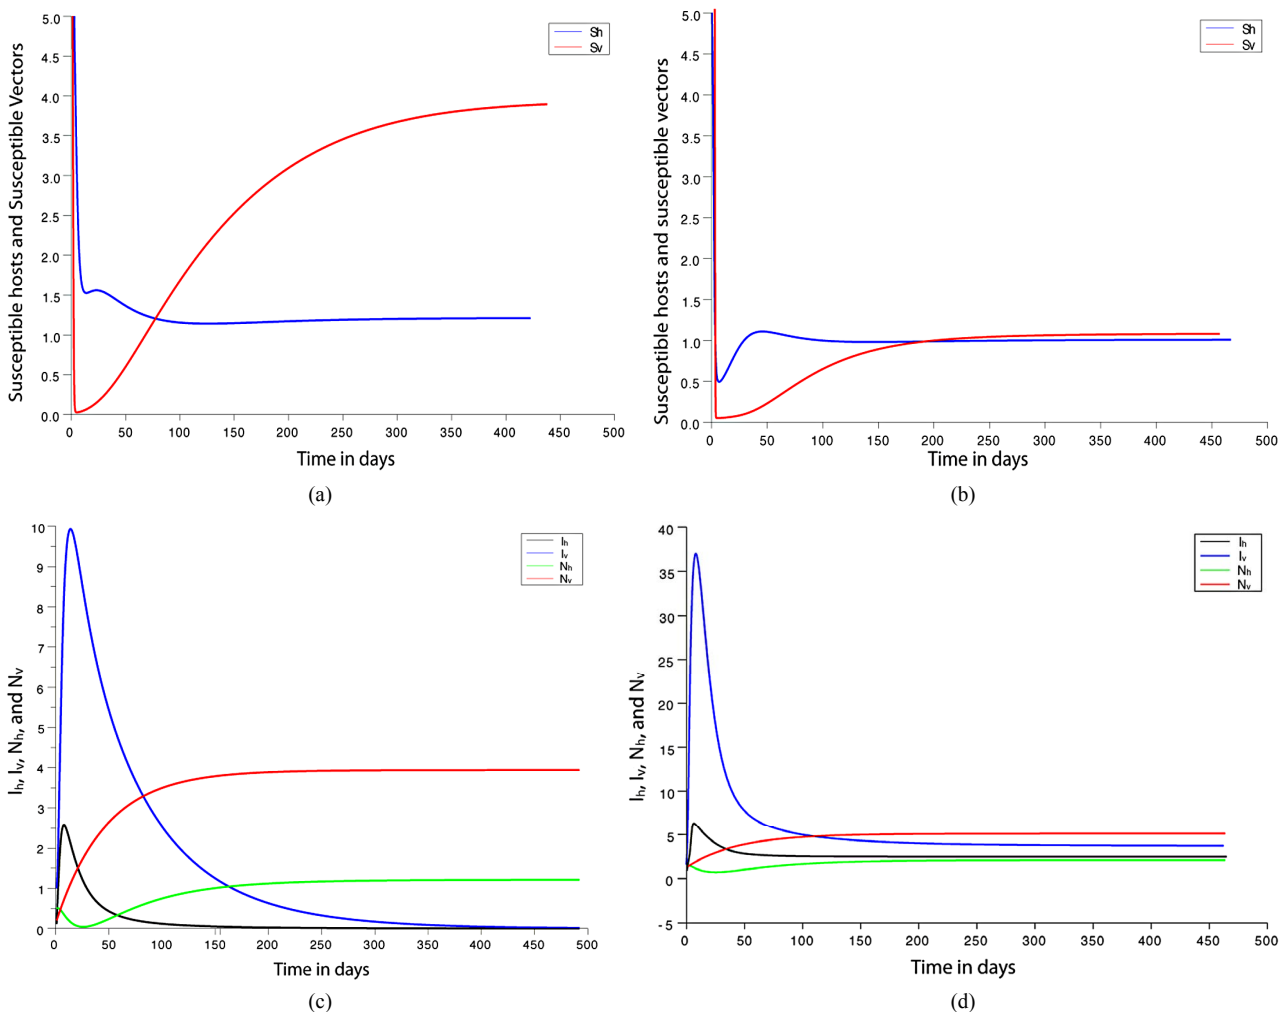 5.0
4.5
4.0
3.5
3.0
2.5
2.0
1.5
1.0
0.5
0.0
Susceptible hosts and Susceptible Vectors
Sh
Sv
0 50 100 150 200 250 300 350 400 450 500
Time in days
(a)
5.0
4.5
4.0
3.5
3.0
2.5
2.0
1.5
1.0
0.5
0.0
Susceptible hosts and susceptible vectors
Sh
Sv
0 50 100 150 200 250 300 350 400 450 500
Time in days
(b)
10
9
8
7
6
5
4
3
2
1
0
Ih, Iv, Nh, and Nv
Ih
Iv
Nh
Nv
0 50 100 150 200 250 300 350 400 450 500
Time in days
(c)
40
35
30
25
20
15
10
5
0
-5
Ih, Iv, Nh, and Nv
Ih
Iv
Nh
Nv
0 50 100 150 200 250 300 350 400 450 500
Time in days
(d)